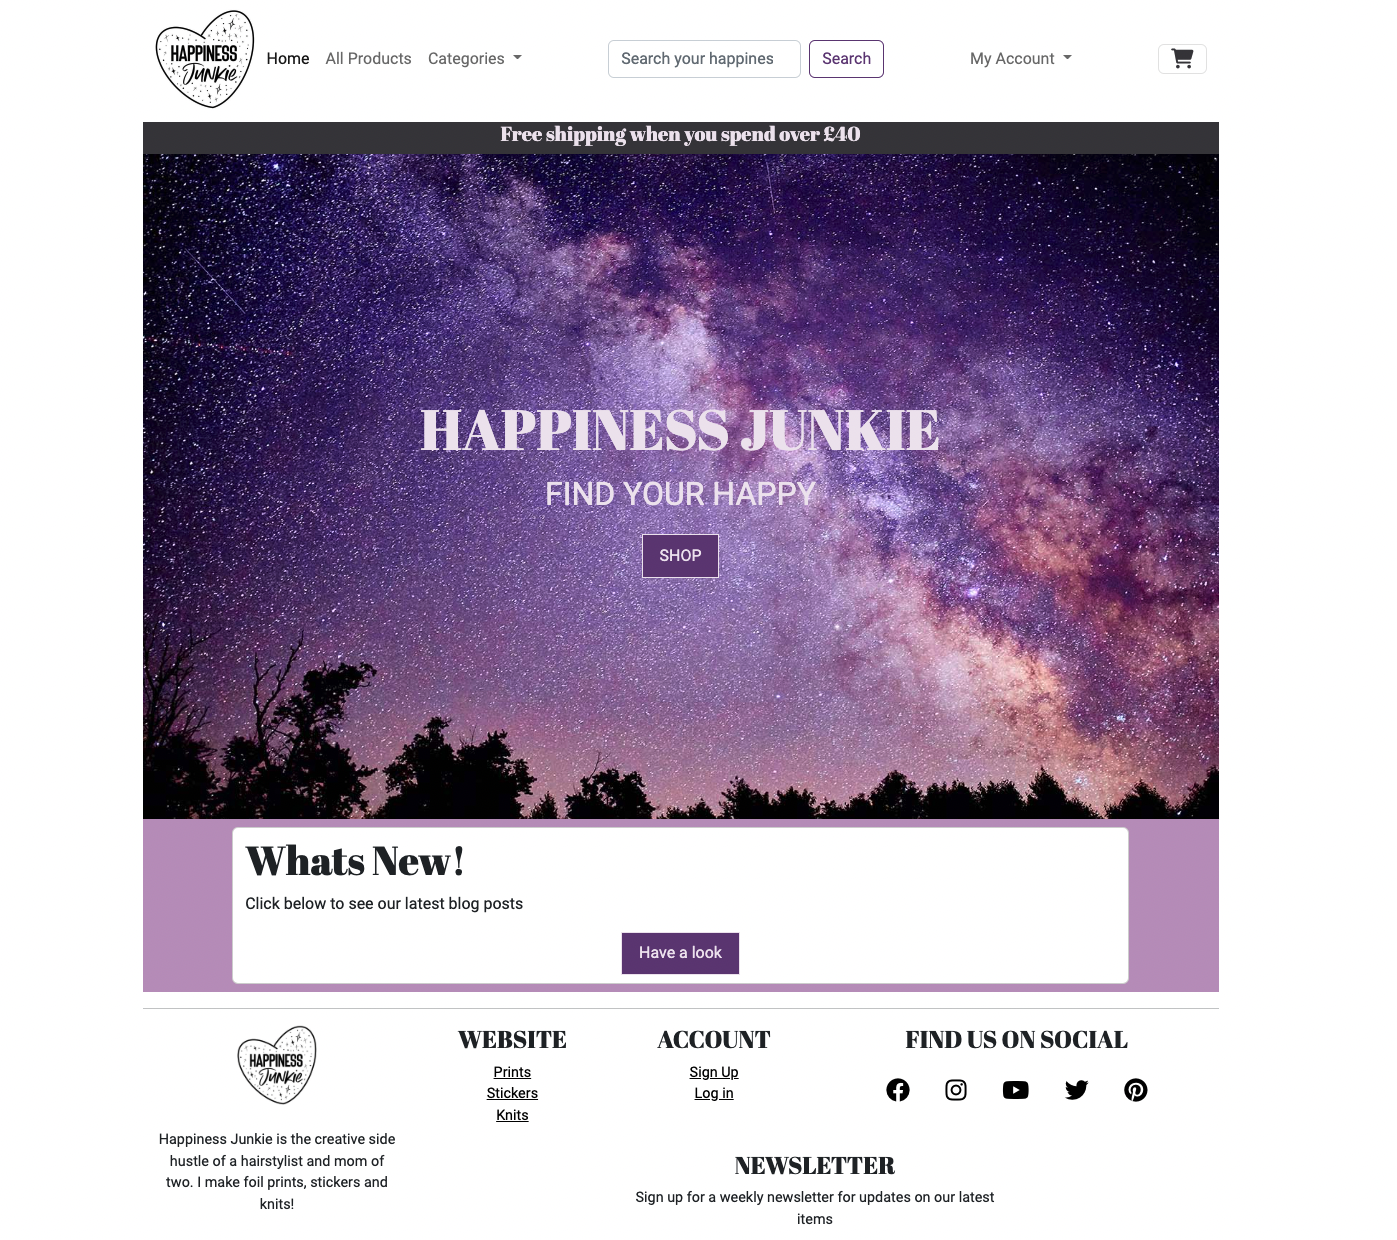 HAPPINESS
Junkie
Home
All Products
Categories
Search your happines
Search
My Account
Free shipping when you spend over £40
HAPPINESS JUNKIE
FIND YOUR HAPPY
SHOP
Whats New!
Click below to see our latest blog posts
Have a look
HAPPINESS
Junkie
Happiness Junkie is the creative side
hustle of a hairstylist and mom of
two. I make foil prints, stickers and
knits!
WEBSITE
Prints
Stickers
Knits
ACCOUNT
Sign Up
Log in
FIND US ON SOCIAL
NEWSLETTER
Sign up for a weekly newsletter for updates on our latest
items